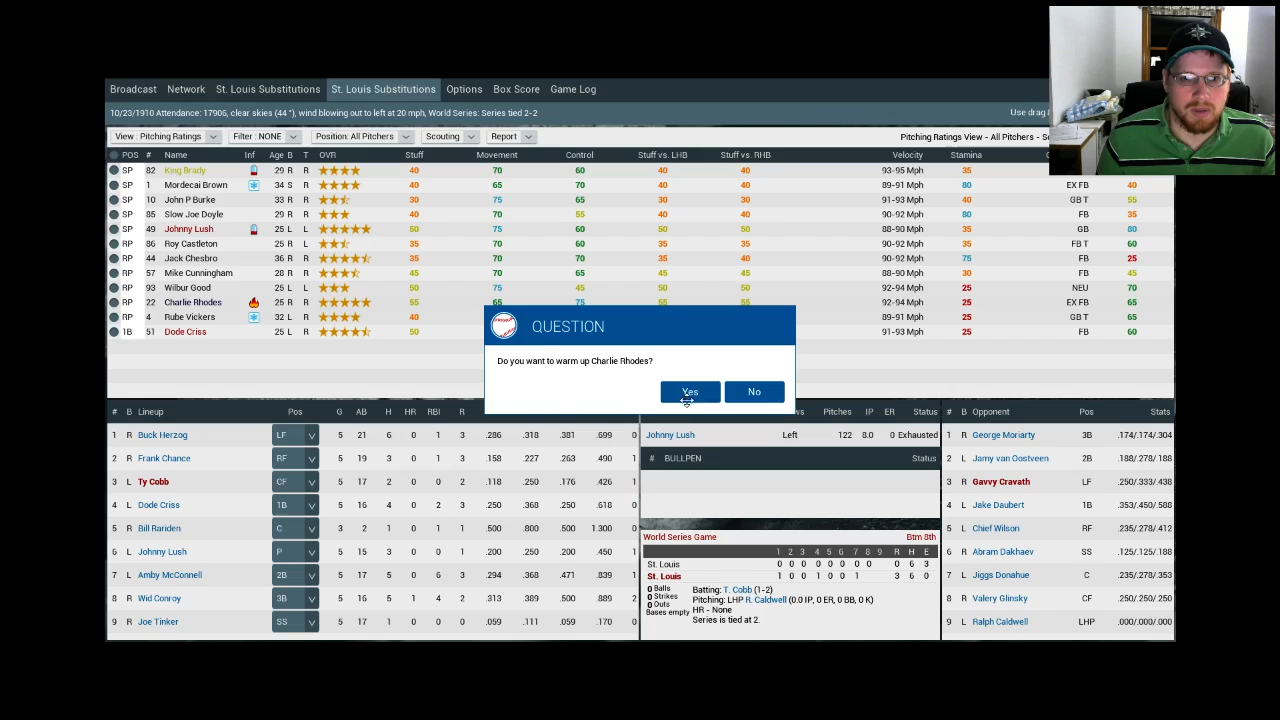 Broadcast Network St. Louis Substitutions St. Louis Substitutions Options Box Score Game Log
10/23/1910 Attendance: 17906, clear skies (44 °), wind blowing out to left at 20 mph, World Series: Series tied 2-2 Use drag &
View : Pitching Ratings Filter : NONE Position: All Pitchers Scouting Report Pitching Ratings View - All Pitchers - S
POS # Name Inf Age B T OVR Stuff Movement Control Stuff vs. LHB Stuff vs. RHB Velocity Stamina
SP 82 King Brady 29 R R 40 70 60 40 40 93-95 Mph 35
SP 1 Mordecai Brown 34 S R 40 65 70 40 40 89-91 Mph 80 EX FB 40
SP 10 John P Burke 33 R R 30 75 65 30 30 91-93 Mph 40 GB T 60
SP 85 Slow Joe Doyle 29 R R 40 70 55 40 40 90-92 Mph 80 FB 35
SP 49 Johnny Lush 25 L L 50 75 60 50 50 88-90 Mph 35 GB 80
RP 86 Roy Castleton 25 R L 35 70 60 35 35 90-92 Mph 35 FB T 60
RP 44 Jack Chesbro 36 R R 35 70 70 35 40 90-92 Mph 75 FB 25
RP 57 Mike Cunningham 28 R R 45 70 65 45 45 88-90 Mph 30 FB 45
RP 93 Wilbur Good 25 L L 50 75 45 50 50 92-94 Mph 25 NEU 70
RP 22 Charlie Rhodes 25 R R 55 65 75 55 55 92-94 Mph 25 EX FB 65
RP 4 Rube Vickers 32 L R 40 89-91 Mph 25 GB T 65
1B 51 Dode Criss 25 L R 50 91-93 Mph 25 FB 60
QUESTION
Do you want to warm up Charlie Rhodes?
Yes No
# B Lineup Pos G AB H HR RBI R
1 R Buck Herzog LF 5 21 6 0 1 3 .286 .318 .381 .699 0
2 R Frank Chance RF 5 19 3 0 1 3 .158 .227 .263 .490 1
3 L Ty Cobb CF 5 17 2 0 0 2 .118 .250 .176 .426 1
4 L Dode Criss 1B 5 16 4 0 2 3 .250 .368 .250 .618 0
5 R Bill Rariden C 3 2 1 0 1 1 .500 .800 .500 1.300 0
6 L Johnny Lush P 5 15 3 0 0 1 .200 .200 .250 .450 1
7 L Amby McConnell 2B 5 17 5 0 6 3 .294 .368 .471 .839 1
8 R Wid Conroy 3B 5 16 5 1 4 2 .313 .389 .500 .889 2
9 R Joe Tinker SS 5 17 1 0 0 0 .059 .111 .059 .170 0
ws Pitches IP ER Status
Johnny Lush Left 122 8.0 0 Exhausted
# BULLPEN Status
World Series Game Btm 8th
1 2 3 4 5 6 7 8 9 R H E
St. Louis 0 0 0 0 0 0 0 0 0 6 3
St. Louis 1 0 0 1 0 0 1 3 6 0
0 Balls
0 Strikes
0 Outs
Bases empty
Batting: T. Cobb (1-2)
Pitching: LHP R. Caldwell (0.0 IP, 0 ER, 0 BB, 0 K)
HR - None
Series is tied at 2.
# B Opponent Pos Stats
1 R George Moriarty 3B .174/.174/.304
2 L Jamy van Oostveen 2B .188/.278/.188
3 R Gavvy Cravath LF .250/.333/.438
4 L Jake Daubert 1B .353/.450/.588
5 R Chief Wilson RF .235/.278/.412
6 R Abram Dakhaev SS .125/.125/.188
7 L Jiggs Donahue C .235/.278/.353
8 R Valery Glinsky CF .250/.250/.250
9 L Ralph Caldwell LHP .000/.000/.000